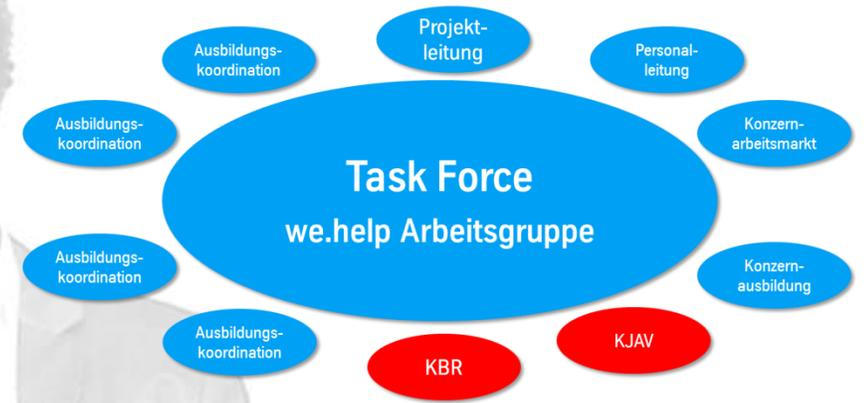 Projekt-
leitung
Ausbildungs-
koordination
Personal-
leitung
Ausbildungs-
koordination
Konzern-
arbeitsmarkt
Task Force
we.help Arbeitsgruppe
Ausbildungs-
koordination
Konzern-
ausbildung
Ausbildungs-
koordination
KBR
KJAV